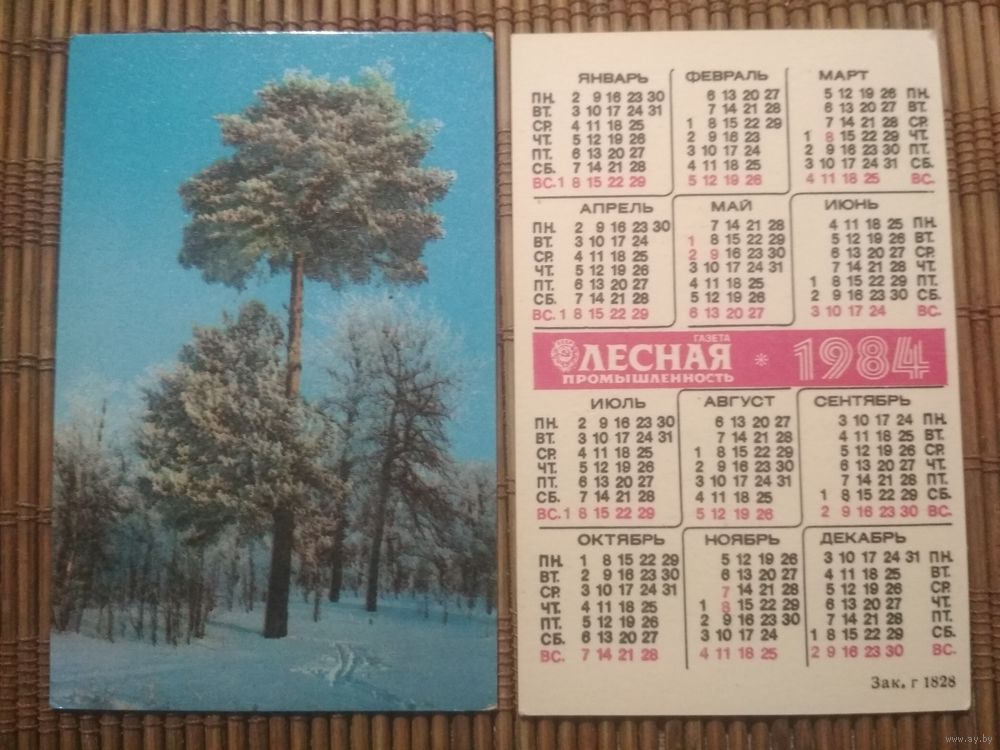 ЯНВАРЬ ФЕВРАЛЬ МАРТ
ПН. 2 9 16 23 30 6 13 20 27 5 12 19 26 ПН.
ВТ. 3 10 17 24 31 7 14 21 28 6 13 20 27 ВТ.
СР. 4 11 18 25 1 8 15 22 29 7 14 21 28 СР.
ЧТ. 5 12 19 26 2 9 16 23 1 8 15 22 29 ЧТ.
ПТ. 6 13 20 27 3 10 17 24 2 9 16 23 30 ПТ.
СБ. 7 14 21 28 4 11 18 25 3 10 17 24 31 СБ.
ВС. 1 8 15 22 29 5 12 19 26 4 11 18 25 ВС.
АПРЕЛЬ МАЙ ИЮНЬ
ПН. 2 9 16 23 30 7 14 21 28 4 11 18 25 ПН.
ВТ. 3 10 17 24 1 8 15 22 29 5 12 19 26 ВТ.
СР. 4 11 18 25 2 9 16 23 30 6 13 20 27 СР.
ЧТ. 5 12 19 26 3 10 17 24 31 7 14 21 28 ЧТ.
ПТ. 6 13 20 27 4 11 18 25 1 8 15 22 29 ПТ.
СБ. 7 14 21 28 5 12 19 26 2 9 16 23 30 СБ.
ВС. 1 8 15 22 29 6 13 20 27 3 10 17 24 ВС.
ГАЗЕТА
ЛЕСНАЯ * 1984
ПРОМЫШЛЕННОСТЬ
ИЮЛЬ АВГУСТ СЕНТЯБРЬ
ПН. 2 9 16 23 30 6 13 20 27 3 10 17 24 ПН.
ВТ. 3 10 17 24 31 7 14 21 28 4 11 18 25 ВТ.
СР. 4 11 18 25 1 8 15 22 29 5 12 19 26 СР.
ЧТ. 5 12 19 26 2 9 16 23 30 6 13 20 27 ЧТ.
ПТ. 6 13 20 27 3 10 17 24 31 7 14 21 28 ПТ.
СБ. 7 14 21 28 4 11 18 25 1 8 15 22 29 СБ.
ВС. 1 8 15 22 29 5 12 19 26 2 9 16 23 30 ВС.
ОКТЯБРЬ НОЯБРЬ ДЕКАБРЬ
ПН. 1 8 15 22 29 5 12 19 26 3 10 17 24 31 ПН.
ВТ. 2 9 16 23 30 6 13 20 27 4 11 18 25 ВТ.
СР. 3 10 17 24 31 7 14 21 28 5 12 19 26 СР.
ЧТ. 4 11 18 25 1 8 15 22 29 6 13 20 27 ЧТ.
ПТ. 5 12 19 26 2 9 16 23 30 7 14 21 28 ПТ.
СБ. 6 13 20 27 3 10 17 24 1 8 15 22 29 СБ.
ВС. 7 14 21 28 4 11 18 25 2 9 16 23 30 ВС.
Зак. г 1828
www.ay.by